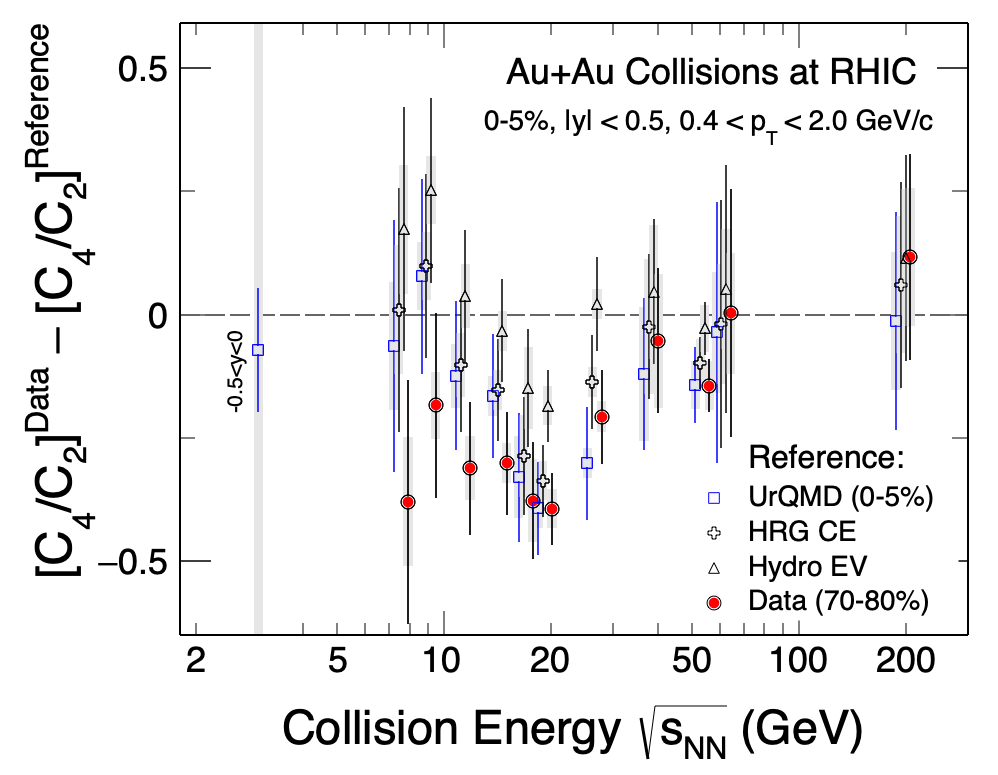 [C4/C2]Data − [C4/C2]Reference
0.5
0
−0.5
Au+Au Collisions at RHIC
0-5%, |y| < 0.5, 0.4 < pT < 2.0 GeV/c
-0.5<y<0
Reference:
UrQMD (0-5%)
HRG CE
Hydro EV
Data (70-80%)
2 5 10 20 50 100 200
Collision Energy √sNN (GeV)